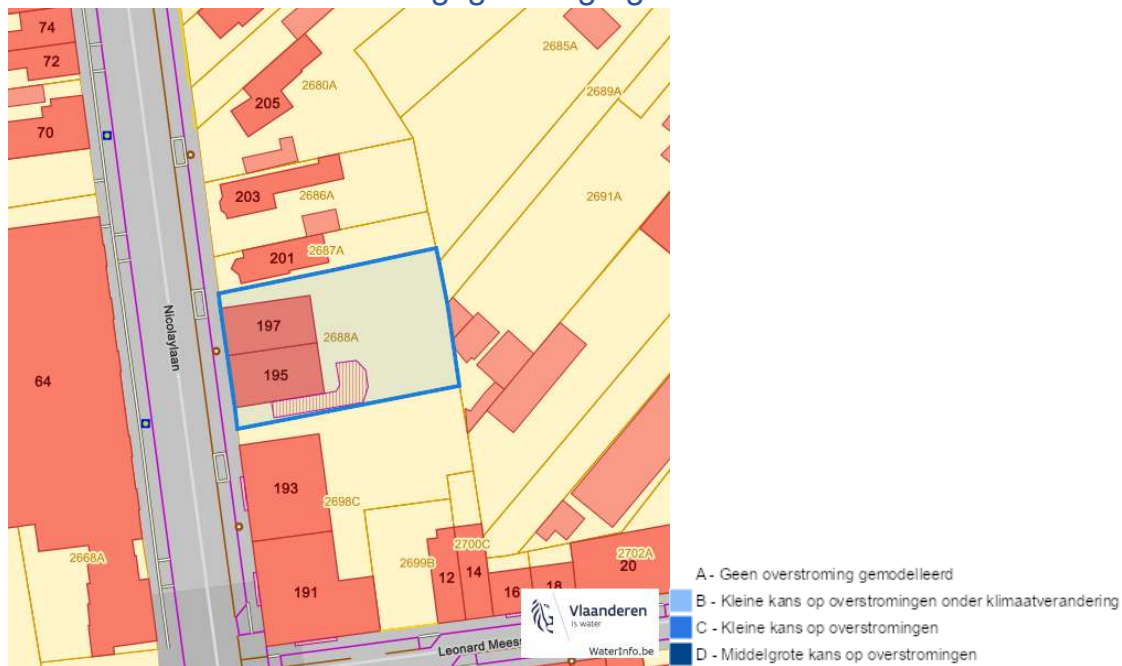 74
72
2685A
2680A
2689A
205
70
203
2686A
2691A
201
2687A
Nicolaylaan
197
2688A
195
64
193
2698C
2668A
2699B
2700C
2702A
12
14
16
18
20
191
Vlaanderen
is water
WaterInfo.be
Leonard
A - Geen overstroming gemodelleerd
B - Kleine kans op overstromingen onder klimaatverandering
C - Kleine kans op overstromingen
D - Middelgrote kans op overstromingen